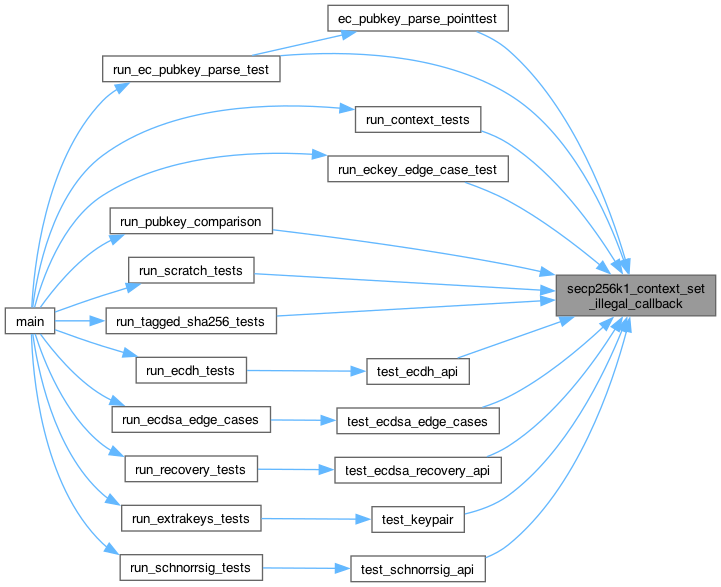 ec_pubkey_parse_pointtest
run_ec_pubkey_parse_test
run_context_tests
run_eckey_edge_case_test
run_pubkey_comparison
run_scratch_tests
secp256k1_context_set
_illegal_callback
main
run_tagged_sha256_tests
run_ecdh_tests
test_ecdh_api
run_ecdsa_edge_cases
test_ecdsa_edge_cases
run_recovery_tests
test_ecdsa_recovery_api
run_extrakeys_tests
test_keypair
run_schnorrsig_tests
test_schnorrsig_api